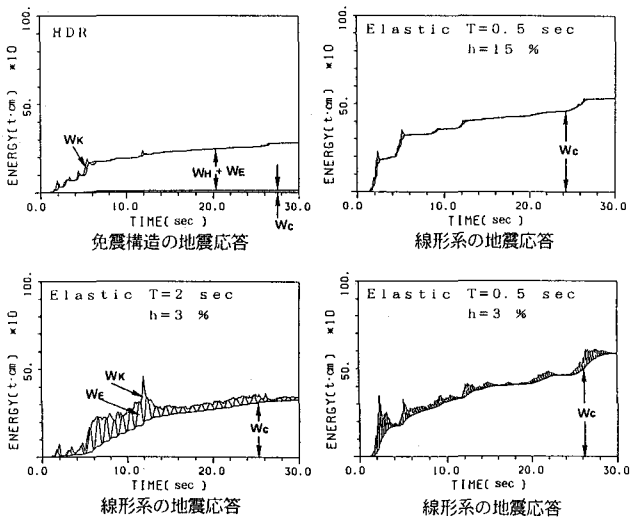 HDR
ENERGY(t·cm) *10
100.
50.
0.0
WK
WH + WE
WC
0.0 10.0 20.0 30.0
TIME(sec)
免震構造の地震応答
Elastic T=0.5 sec
h=15 %
ENERGY(t·cm) *10
100.
50.
0.0
WC
0.0 10.0 20.0 30.0
TIME(sec)
線形系の地震応答
Elastic T=2 sec
h=3 %
ENERGY(t·cm) *10
100.
50.
0.0
WK
WE
WC
0.0 10.0 20.0 30.0
TIME(sec)
線形系の地震応答
Elastic T=0.5 sec
h=3 %
ENERGY(t·cm) *10
100.
50.
0.0
WC
0.0 10.0 20.0 30.0
TIME(sec)
線形系の地震応答